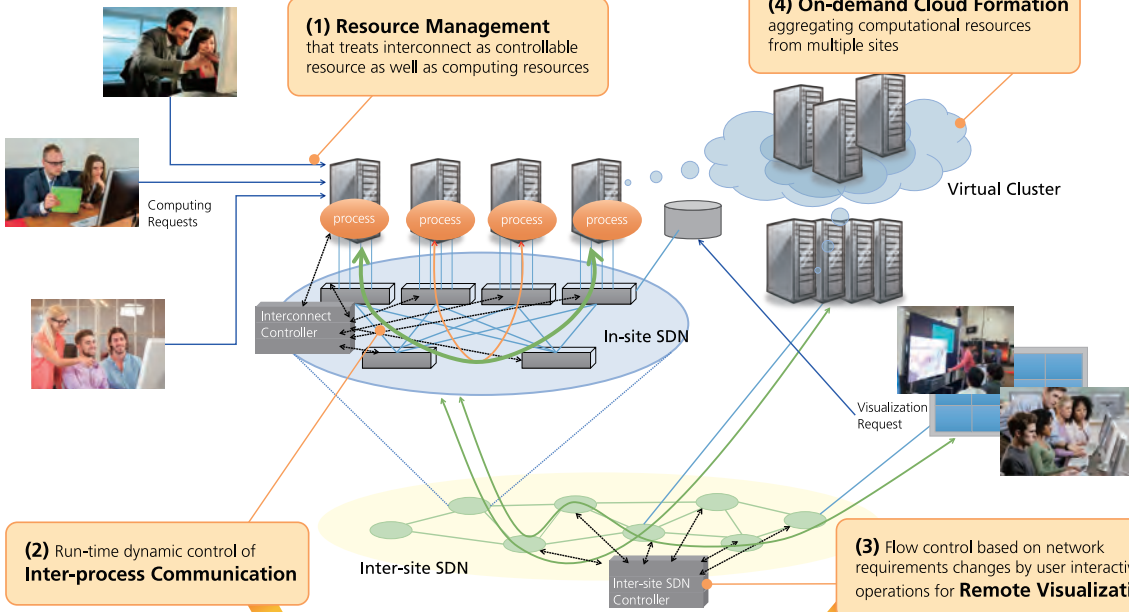 (1) Resource Management
that treats interconnect as controllable
resource as well as computing resources
(4) On-demand Cloud Formation
aggregating computational resources
from multiple sites
Virtual Cluster
Computing
Requests
process
process
process
process
Interconnect
Controller
In-site SDN
Visualization
Request
(2) Run-time dynamic control of
Inter-process Communication
Inter-site SDN
Inter-site SDN
Controller
(3) Flow control based on network
requirements changes by user interactiv
operations for Remote Visualizati